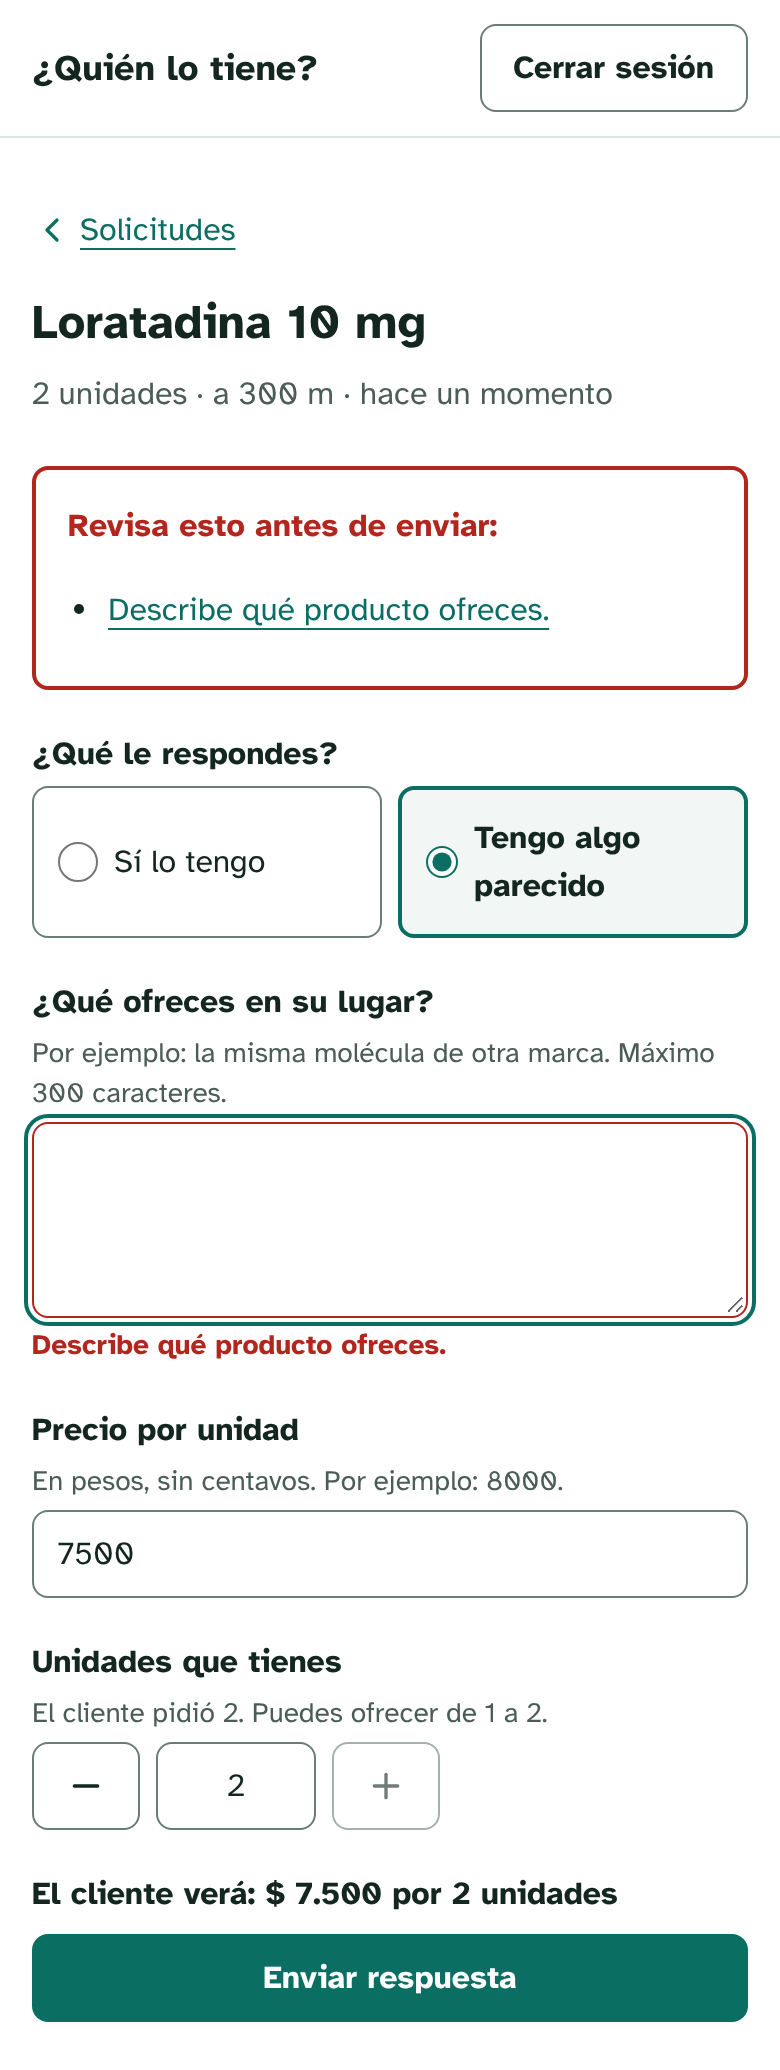 ¿Quién lo tiene?
Cerrar sesión
Solicitudes
Loratadina 10 mg
2 unidades · a 300 m · hace un momento
Revisa esto antes de enviar:
• Describe qué producto ofreces.
¿Qué le respondes?
Sí lo tengo
Tengo algo
parecido
¿Qué ofreces en su lugar?
Por ejemplo: la misma molécula de otra marca. Máximo
300 caracteres.
Describe qué producto ofreces.
Precio por unidad
En pesos, sin centavos. Por ejemplo: 8000.
7500
Unidades que tienes
El cliente pidió 2. Puedes ofrecer de 1 a 2.
2
El cliente verá: $ 7.500 por 2 unidades
Enviar respuesta